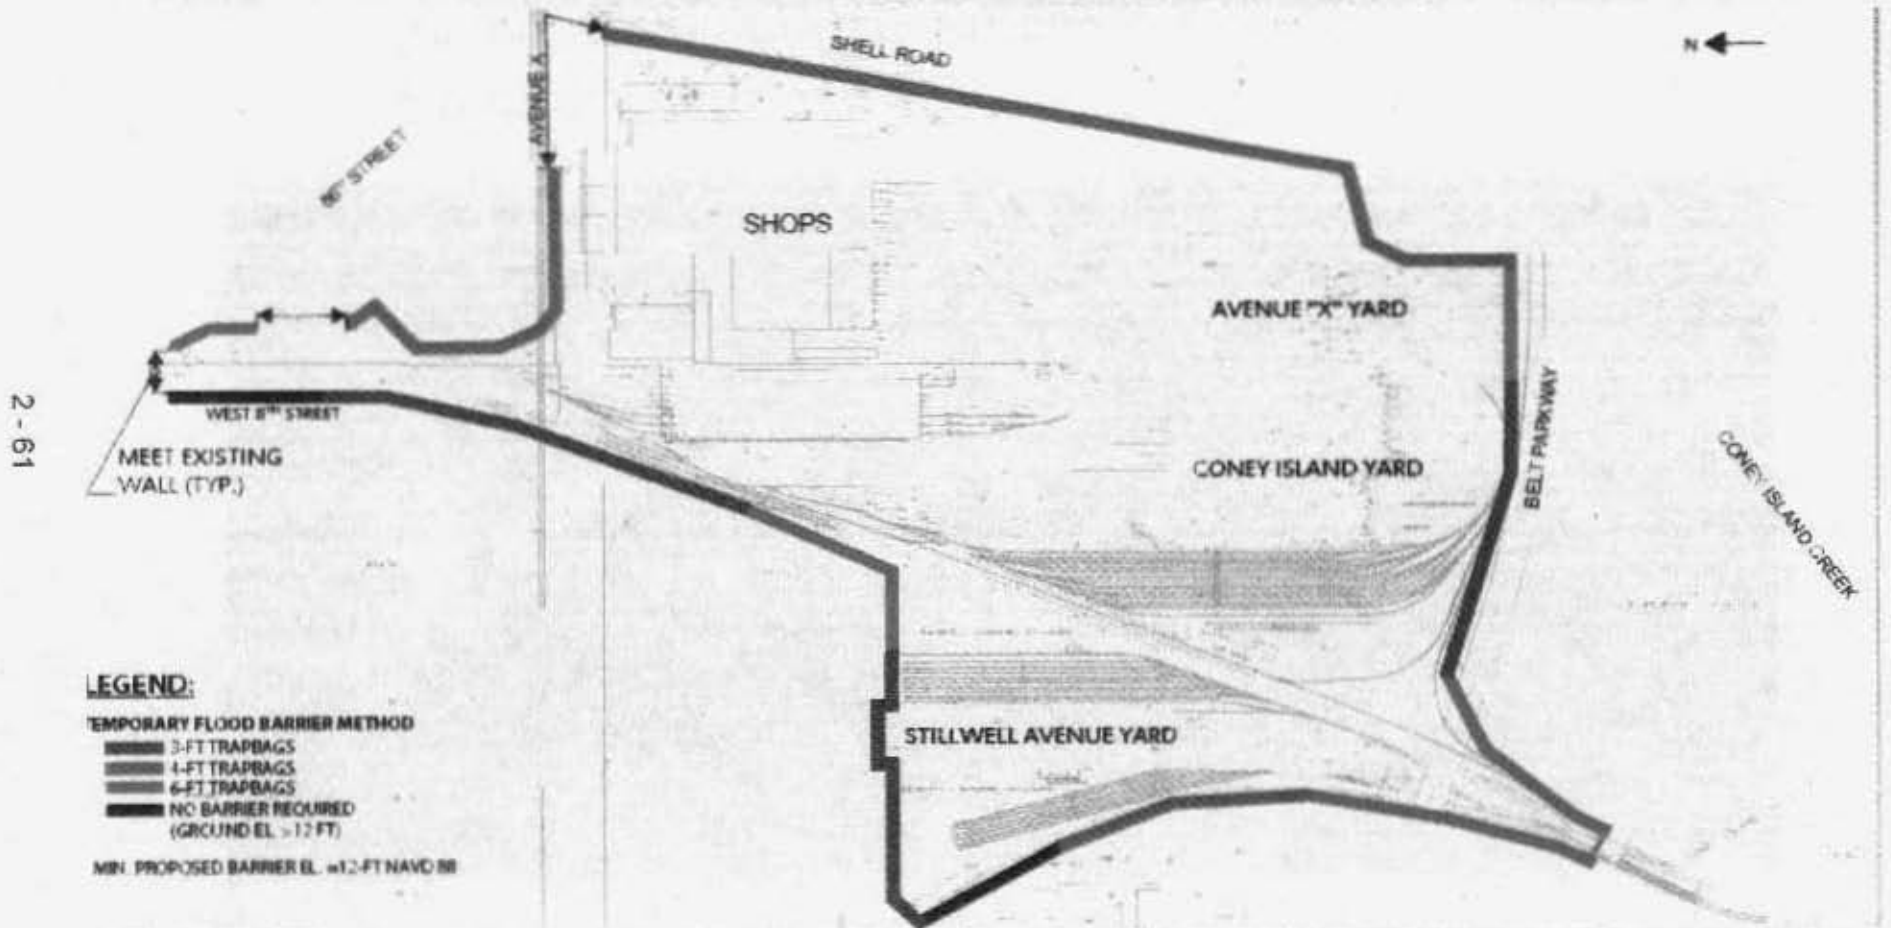 SHELL ROAD
N
AVENUE X
86TH STREET
SHOPS
AVENUE "X" YARD
WEST 8TH STREET
MEET EXISTING
WALL (TYP.)
CONEY ISLAND YARD
BELT PARKWAY
CONEY ISLAND CREEK
2 - 61
STILLWELL AVENUE YARD
LEGEND:
TEMPORARY FLOOD BARRIER METHOD
3-FT TRAPBAGS
4-FT TRAPBAGS
6-FT TRAPBAGS
NO BARRIER REQUIRED
(GROUND EL. >12 FT)
MIN. PROPOSED BARRIER EL. =12-FT NAVD 88